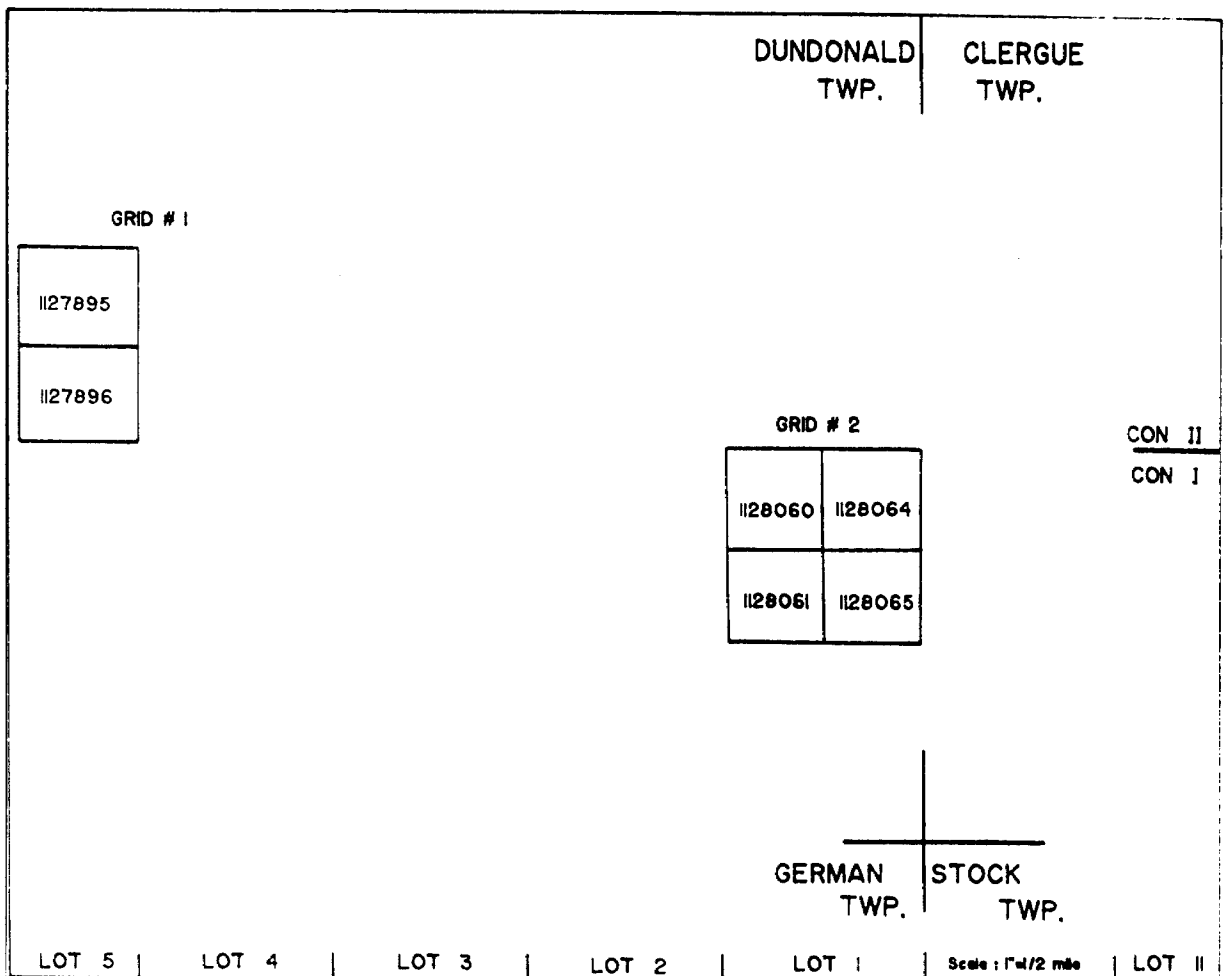 DUNDONALD
TWP.
CLERGUE
TWP.
GRID # 1
1127895
1127896
GRID # 2
1128060
1128064
1128061
1128065
CON II
CON I
GERMAN
TWP.
STOCK
TWP.
LOT 5
LOT 4
LOT 3
LOT 2
LOT 1
Scale : 1"=1/2 mile
LOT 11